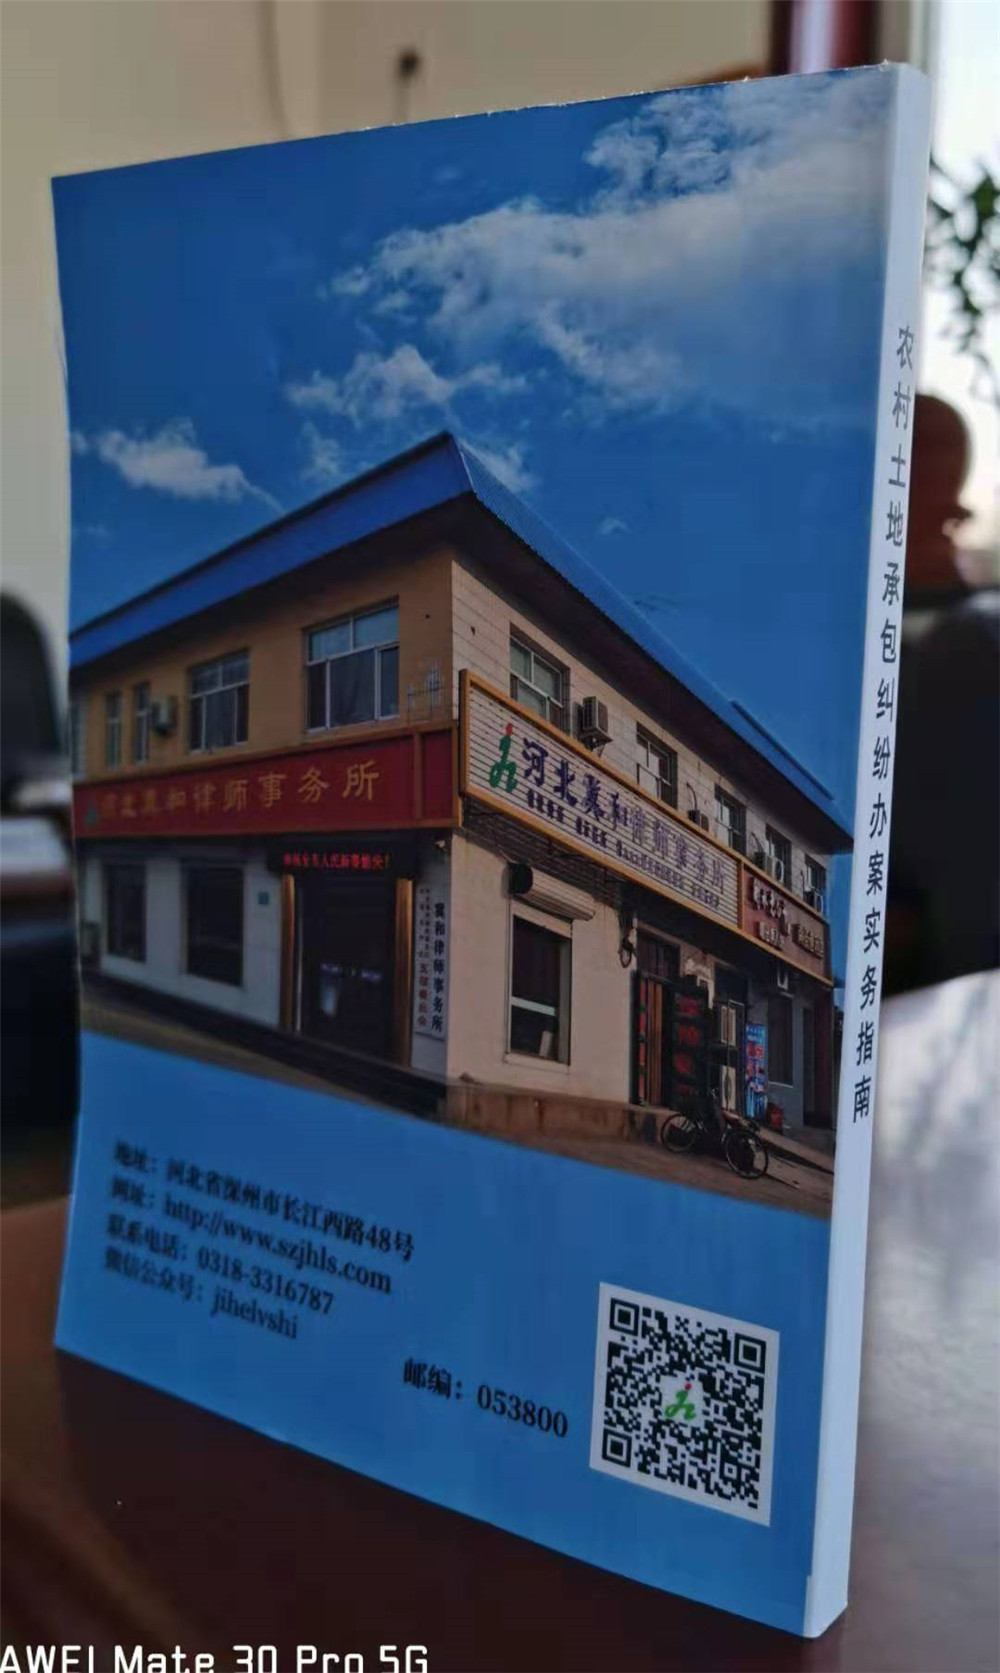 农村土地承包纠纷办案实务指南
河北冀和律师事务所
河北冀和律师事务所
冀和律师事务所
地址：河北省深州市长江西路48号
网址：http://www.szjhls.com
联系电话：0318-3316787
微信公众号：jihelvshi
邮编：053800
AWEI Mate 30 Pro 5G